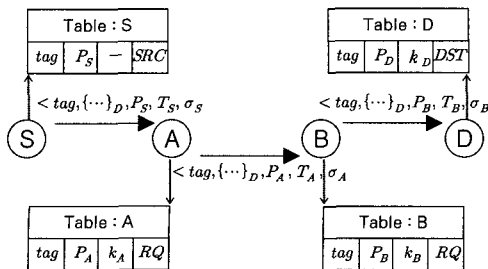 Table : S
tag P_S — SRC
Table : D
tag P_D k_D DST
< tag, {⋯}_D, P_S, T_S, σ_S
< tag, {⋯}_D, P_B, T_B, σ_B
S
A
B
D
< tag, {⋯}_D, P_A, T_A, σ_A
Table : A
tag P_A k_A RQ
Table : B
tag P_B k_B RQ